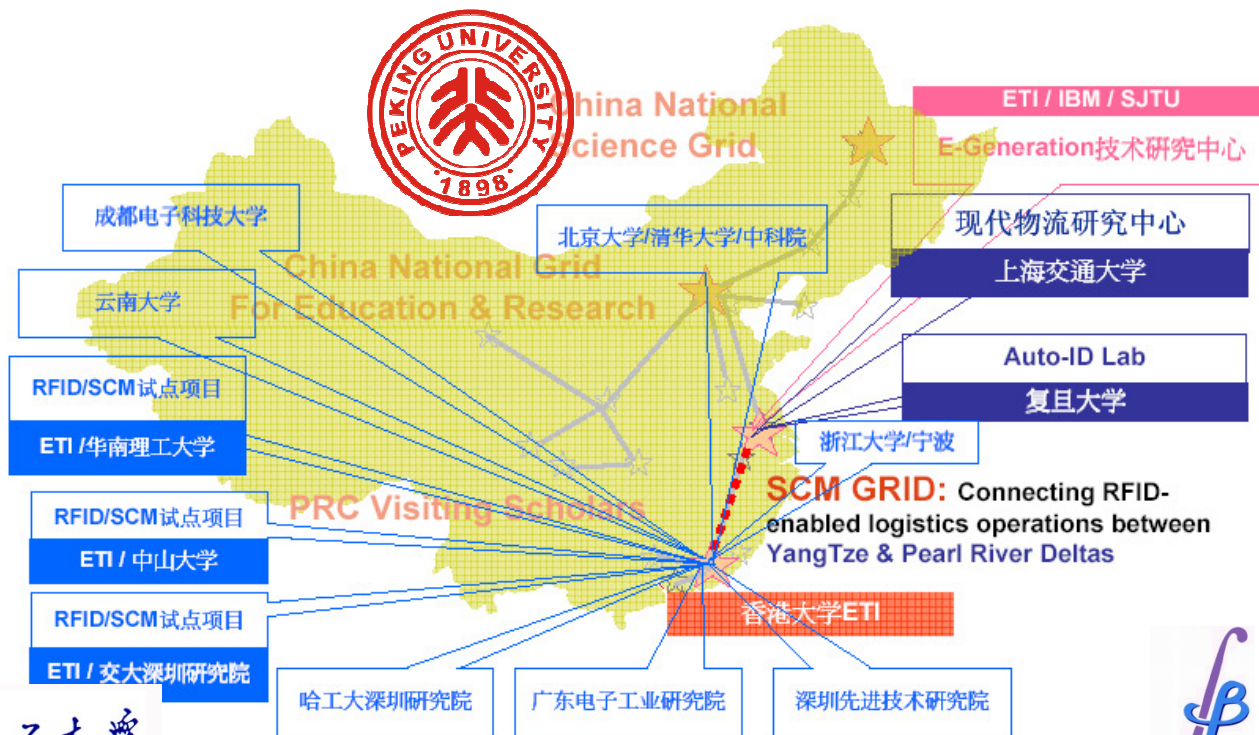 PEKING UNIVERSITY
1898
China National
Science Grid
ETI / IBM / SJTU
E-Generation技术研究中心
成都电子科技大学
北京大学/清华大学/中科院
现代物流研究中心
上海交通大学
China National Grid
For Education & Research
云南大学
Auto-ID Lab
复旦大学
RFID/SCM试点项目
ETI /华南理工大学
浙江大学/宁波
SCM GRID: Connecting RFID-
enabled logistics operations between
YangTze & Pearl River Deltas
PRC Visiting Scholars
RFID/SCM试点项目
ETI / 中山大学
RFID/SCM试点项目
ETI / 交大深圳研究院
香港大学ETI
哈工大深圳研究院
广东电子工业研究院
深圳先进技术研究院